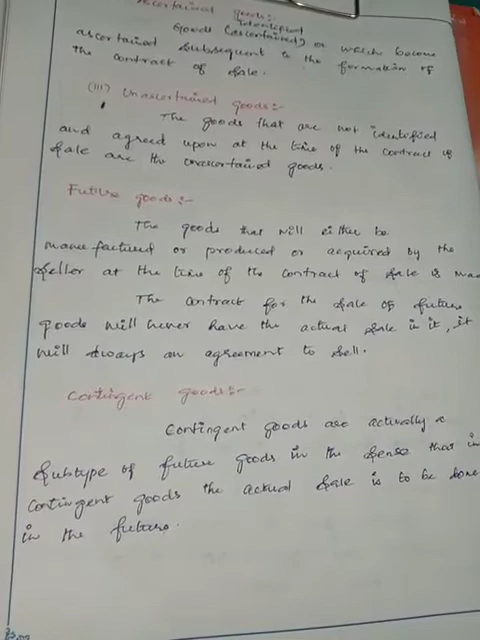 Ascertained goods:-
Identified
Goods (ascertained) or which become
ascertained subsequent to the formation of
the contract of sale.
(III) Unascertained goods:-
The goods that are not identified
and agreed upon at the time of the contract of
sale are the unascertained goods.
Future goods:-
The goods that will either be
manufactured or produced or acquired by the
seller at the time of the contract of sale is mad
The contract for the sale of future
goods will never have the actual sale in it, it
will always an agreement to sell.
Contingent goods:-
Contingent goods are actually a
subtype of future goods in the sense that in
contingent goods the actual sale is to be done
in the future.